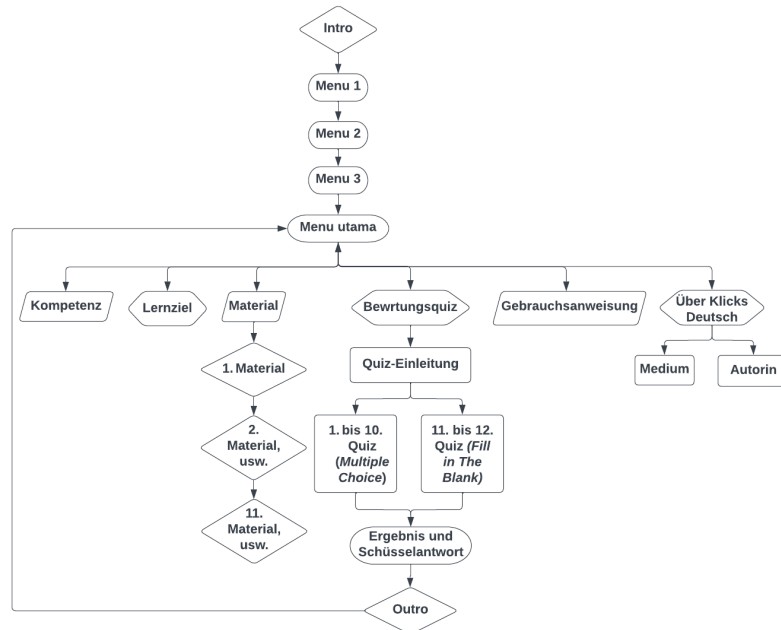 Intro
Menu 1
Menu 2
Menu 3
Menu utama
Kompetenz
Lernziel
Material
Bewrtungsquiz
Gebrauchsanweisung
Über Klicks
Deutsch
1. Material
Quiz-Einleitung
Medium
Autorin
2.
Material,
usw.
1. bis 10.
Quiz
(Multiple
Choice)
11. bis 12.
Quiz (Fill
in The
Blank)
11.
Material,
usw.
Ergebnis und
Schüsselantwort
Outro